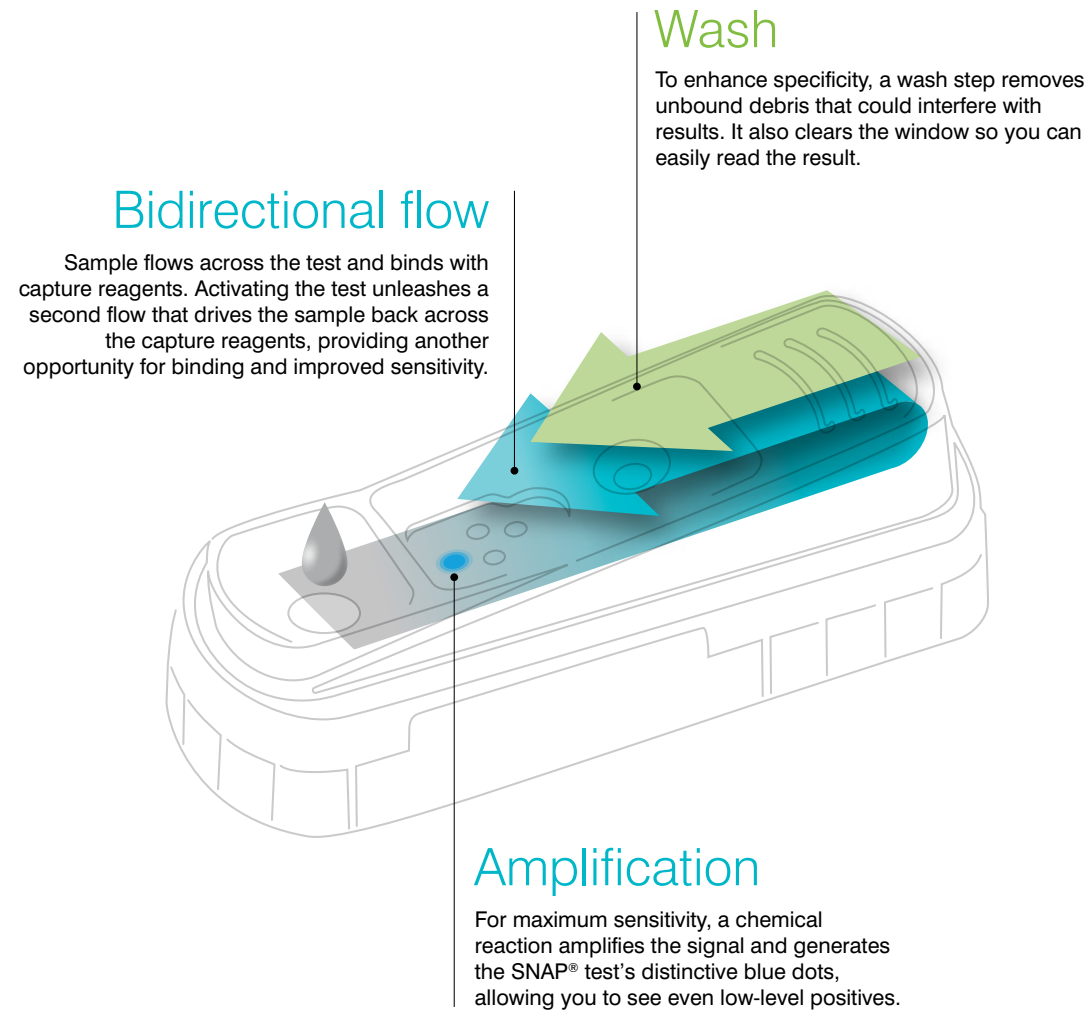 Wash
To enhance specificity, a wash step removes
unbound debris that could interfere with
results. It also clears the window so you can
easily read the result.
Bidirectional flow
Sample flows across the test and binds with
capture reagents. Activating the test unleashes a
second flow that drives the sample back across
the capture reagents, providing another
opportunity for binding and improved sensitivity.
Amplification
For maximum sensitivity, a chemical
reaction amplifies the signal and generates
the SNAP® test's distinctive blue dots,
allowing you to see even low-level positives.